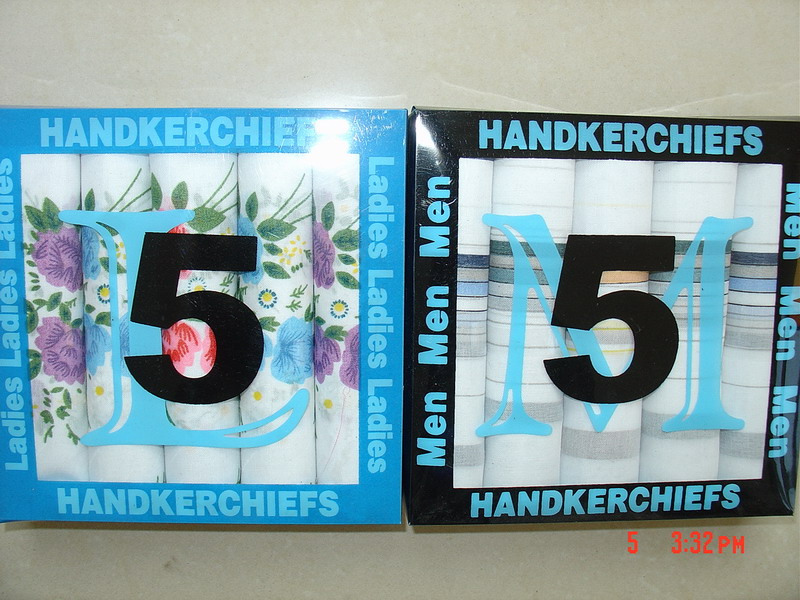 HANDKERCHIEFS
Ladies Ladies Ladies
L
5
Ladies Ladies Ladies
HANDKERCHIEFS
HANDKERCHIEFS
Men Men Men
M
5
Men Men Men
HANDKERCHIEFS
5 3:32 PM